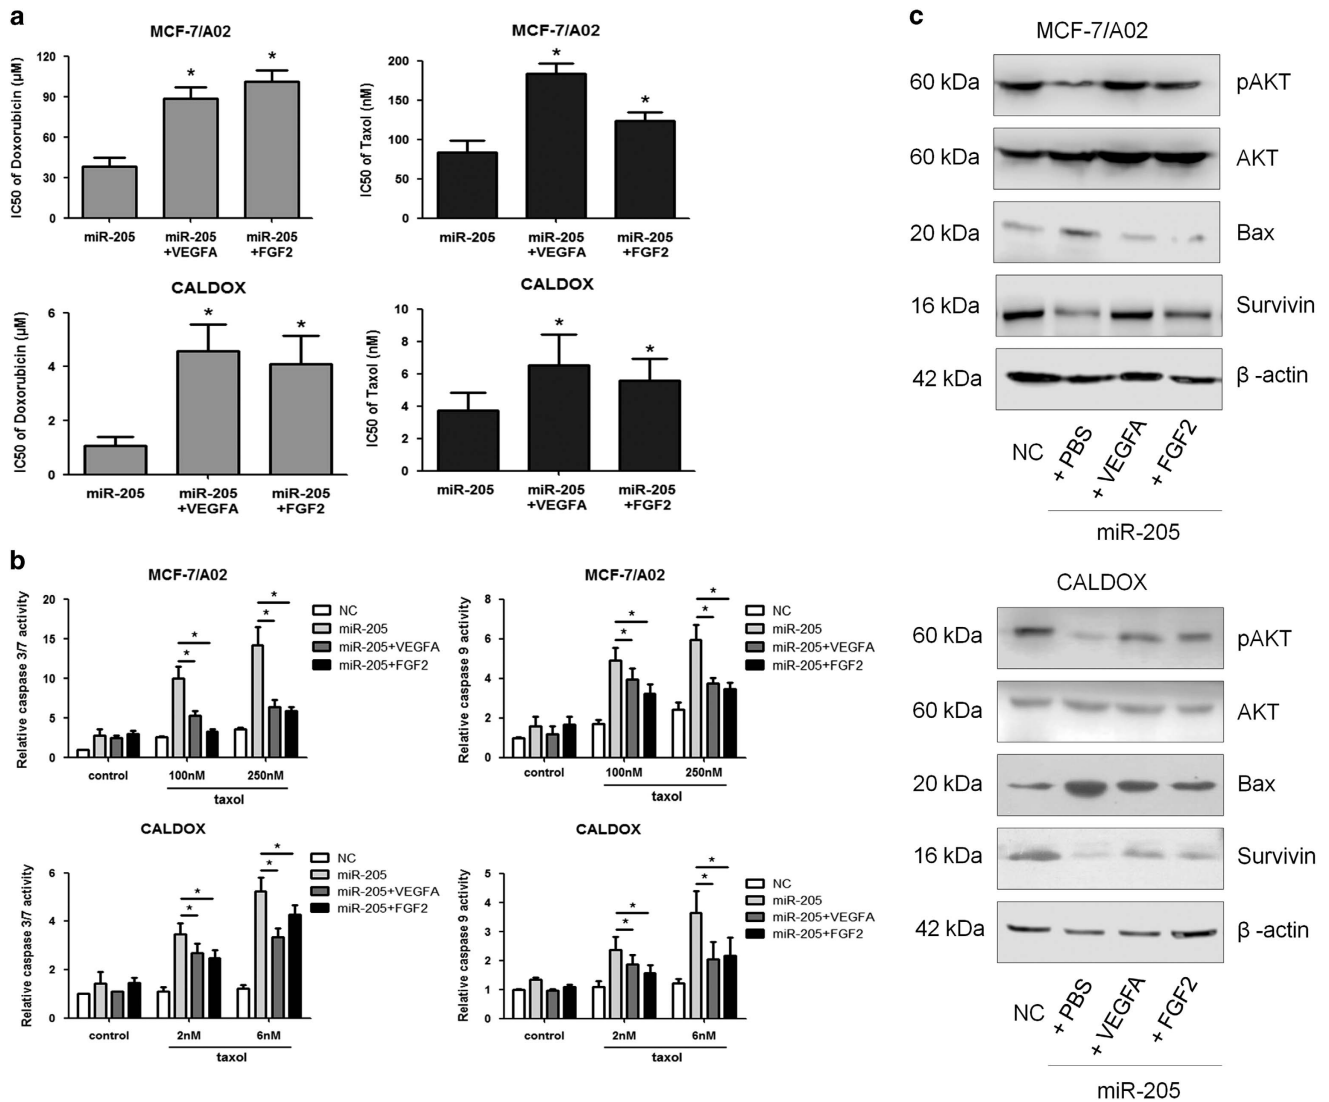 a
MCF-7/A02
IC50 of Doxorubicin (µM)
120
90
60
30
0
miR-205
miR-205
+VEGFA
miR-205
+FGF2
*
*
MCF-7/A02
IC50 of Taxol (nM)
200
150
100
50
0
miR-205
miR-205
+VEGFA
miR-205
+FGF2
*
*
CALDOX
IC50 of Doxorubicin (µM)
6
4
2
0
miR-205
miR-205
+VEGFA
miR-205
+FGF2
*
*
CALDOX
IC50 of Taxol (nM)
10
8
6
4
2
0
miR-205
miR-205
+VEGFA
miR-205
+FGF2
*
*
b
MCF-7/A02
Relative caspase 3/7 activity
20
15
10
5
0
control
100nM
250nM
taxol
*
*
*
*
NC
miR-205
miR-205+VEGFA
miR-205+FGF2
MCF-7/A02
Relative caspase 9 activity
8
6
4
2
0
control
100nM
250nM
taxol
*
*
*
*
NC
miR-205
miR-205+VEGFA
miR-205+FGF2
CALDOX
Relative caspase 3/7 activity
6
4
2
0
control
2nM
6nM
taxol
*
*
*
*
NC
miR-205
miR-205+VEGFA
miR-205+FGF2
CALDOX
Relative caspase 9 activity
5
4
3
2
1
0
control
2nM
6nM
taxol
*
*
*
*
NC
miR-205
miR-205+VEGFA
miR-205+FGF2
c
MCF-7/A02
60 kDa pAKT
60 kDa AKT
20 kDa Bax
16 kDa Survivin
42 kDa β -actin
NC + PBS + VEGFA + FGF2
miR-205
CALDOX
60 kDa pAKT
60 kDa AKT
20 kDa Bax
16 kDa Survivin
42 kDa β -actin
NC + PBS + VEGFA + FGF2
miR-205